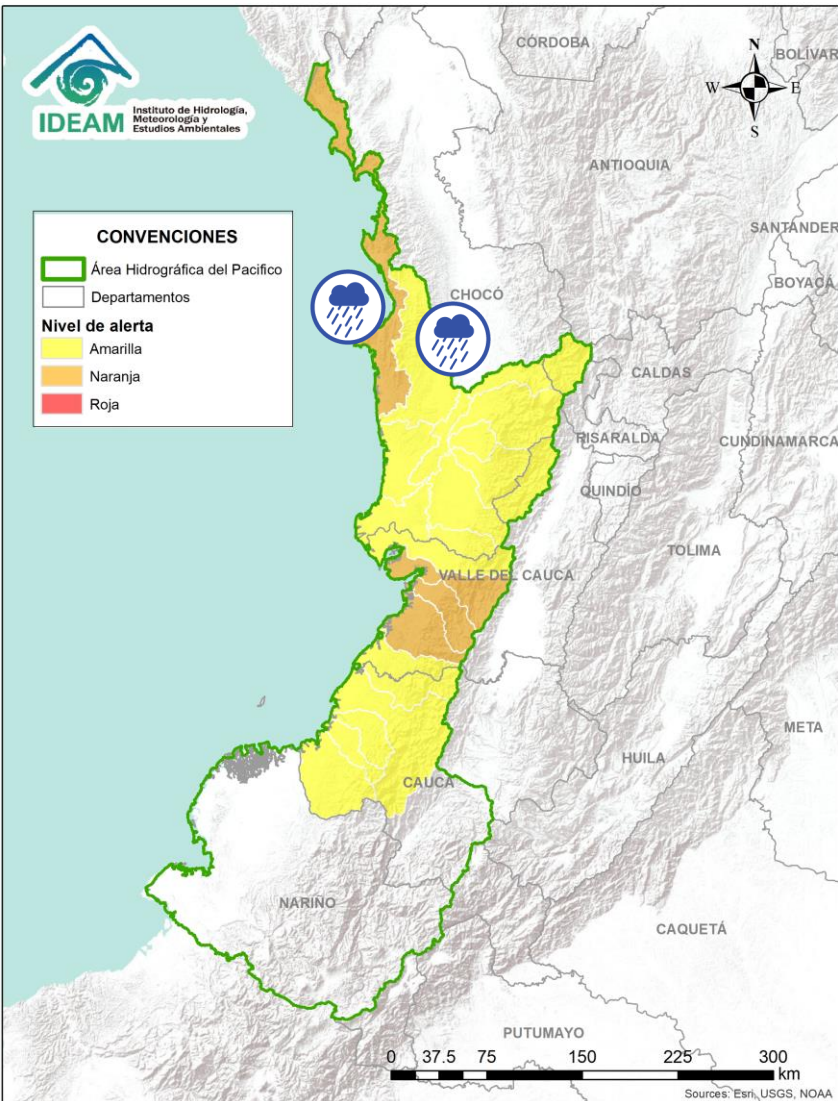 IDEAM
Instituto de Hidrología,
Meteorología y
Estudios Ambientales
CÓRDOBA
BOLÍVAR
N
W
E
S
ANTIOQUIA
SANTANDER
BOYACÁ
CONVENCIONES
Área Hidrográfica del Pacifico
Departamentos
Nivel de alerta
Amarilla
Naranja
Roja
CHOCÓ
CALDAS
RISARALDA
CUNDINAMARCA
QUINDÍO
TOLIMA
VALLE DEL CAUCA
META
HUILA
CAUCA
NARIÑO
CAQUETÁ
PUTUMAYO
0 37.5 75 150 225 300
km
Sources: Esri, USGS, NOAA